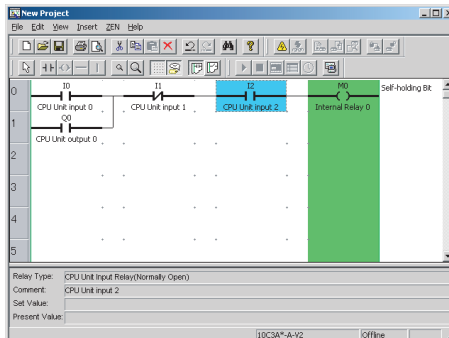 New Project
File Edit View Insert ZEN Help
0 I0 I1 I2 M0 Self-holding Bit
CPU Unit input 0 CPU Unit input 1 CPU Unit input 2 Internal Relay 0
1 Q0
CPU Unit output 0
2
3
4
5
Relay Type: CPU Unit Input Relay(Normally Open)
Comment: CPU Unit input 2
Set Value:
Present Value:
10C3A*-A-V2 Offline